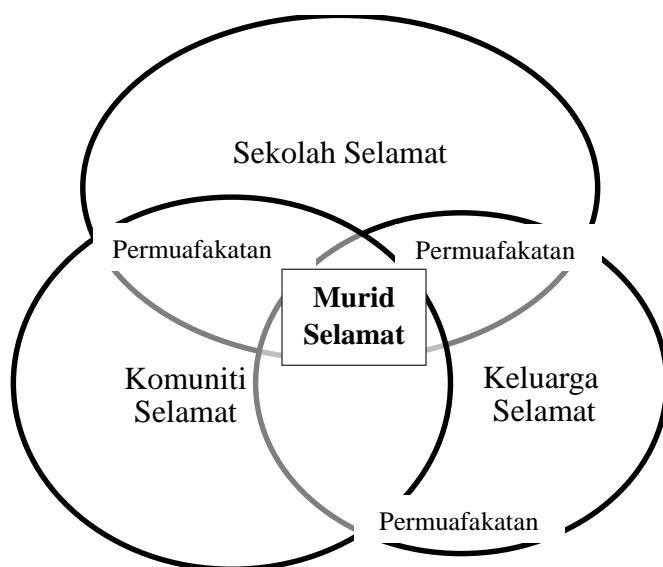 Sekolah Selamat
Permuafakatan
Permuafakatan
Murid
Selamat
Komuniti
Selamat
Keluarga
Selamat
Permuafakatan